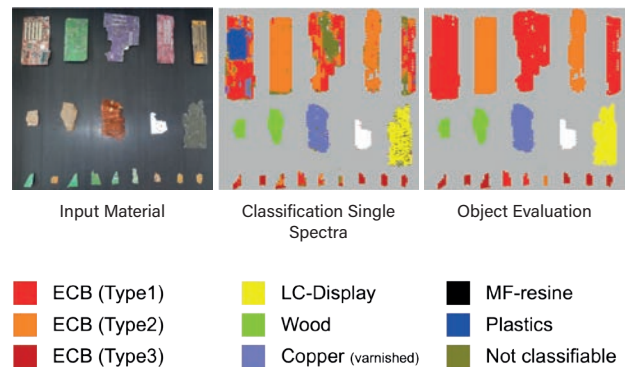 Input Material
Classification Single
Spectra
Object Evaluation
ECB (Type1)
LC-Display
MF-resine
ECB (Type2)
Wood
Plastics
ECB (Type3)
Copper (varnished)
Not classifiable